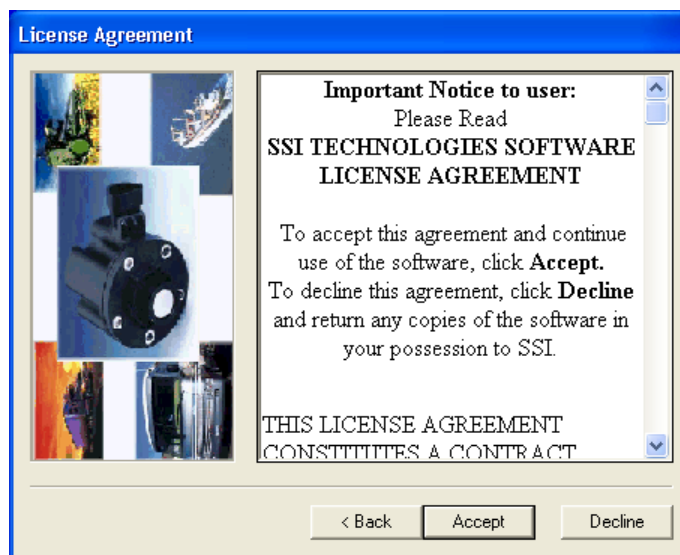 License Agreement
Important Notice to user:
Please Read
SSI TECHNOLOGIES SOFTWARE
LICENSE AGREEMENT
To accept this agreement and continue
use of the software, click Accept.
To decline this agreement, click Decline
and return any copies of the software in
your possession to SSI.
THIS LICENSE AGREEMENT
CONSTITUTES A CONTRACT
< Back
Accept
Decline